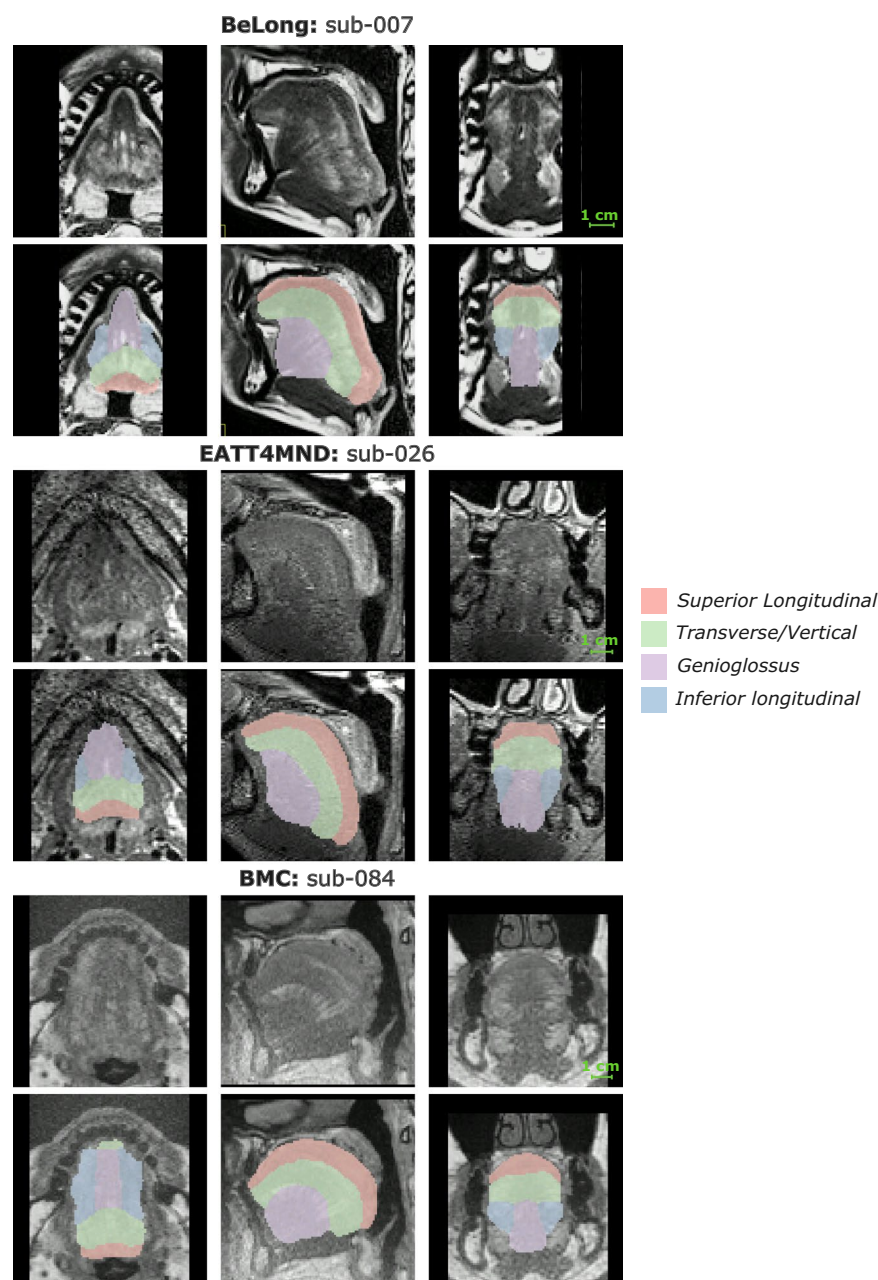 BeLong: sub-007
1 cm
EATT4MND: sub-026
1 cm
Superior Longitudinal
Transverse/Vertical
Genioglossus
Inferior longitudinal
BMC: sub-084
1 cm